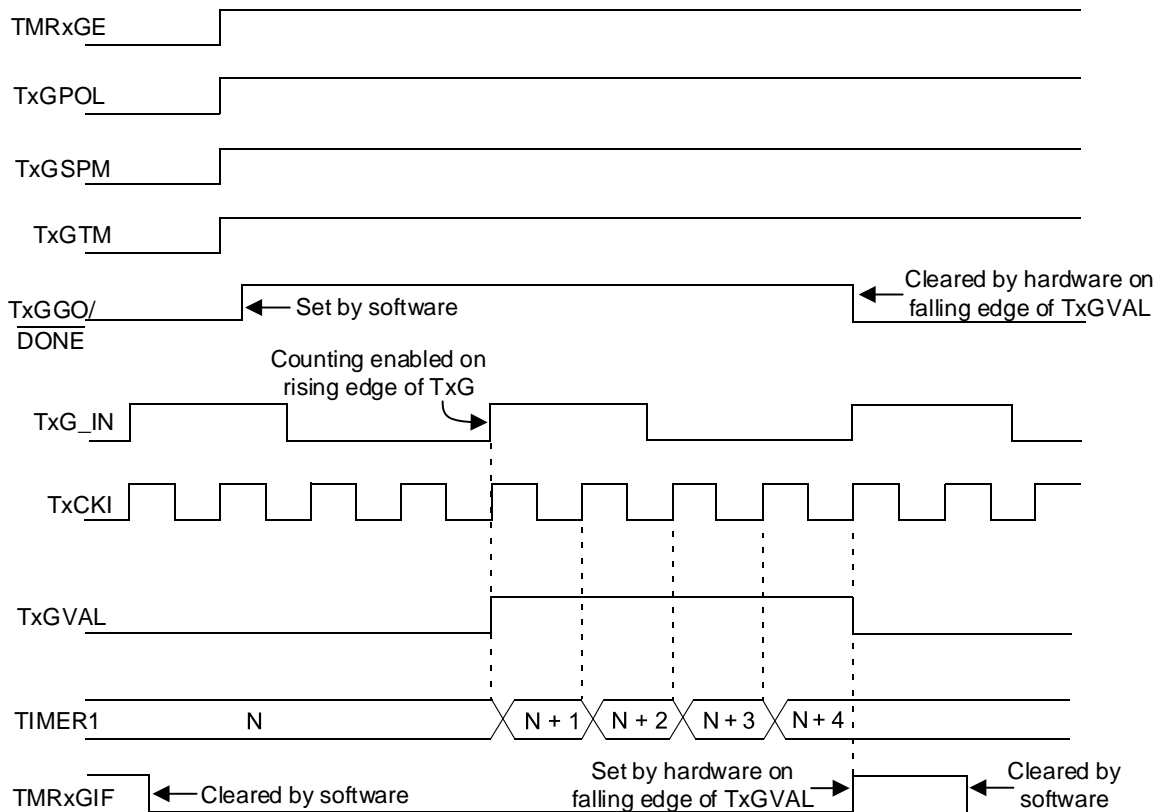 TMRxGE
TxGPOL
TxGSPM
TxGTM
TxGGO/
DONE
Set by software
Cleared by hardware on
falling edge of TxGVAL
Counting enabled on
rising edge of TxG
TxG_IN
TxCKI
TxGVAL
TIMER1
N
N + 1
N + 2
N + 3
N + 4
TMRxGIF
Cleared by software
Set by hardware on
falling edge of TxGVAL
Cleared by
software